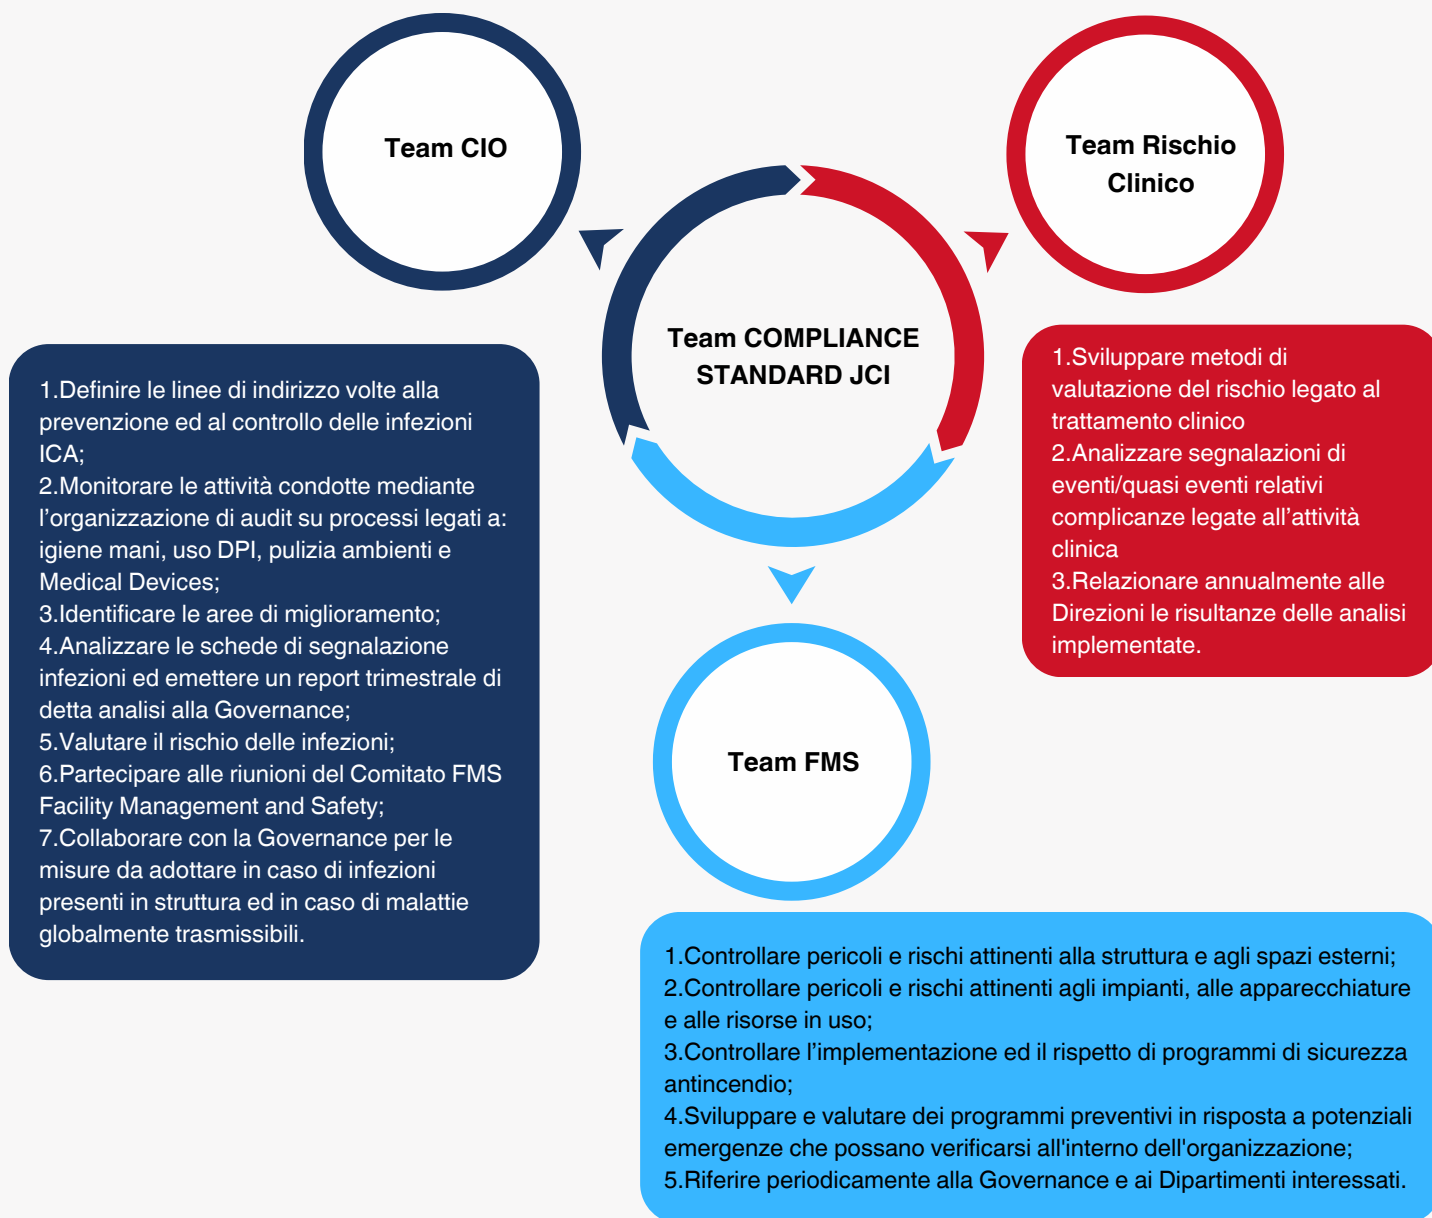 Team CIO
Team Rischio
Clinico
Team COMPLIANCE
STANDARD JCI
1.Definire le linee di indirizzo volte alla
prevenzione ed al controllo delle infezioni
ICA;
2.Monitorare le attività condotte mediante
l’organizzazione di audit su processi legati a:
igiene mani, uso DPI, pulizia ambienti e
Medical Devices;
3.Identificare le aree di miglioramento;
4.Analizzare le schede di segnalazione
infezioni ed emettere un report trimestrale di
detta analisi alla Governance;
5.Valutare il rischio delle infezioni;
6.Partecipare alle riunioni del Comitato FMS
Facility Management and Safety;
7.Collaborare con la Governance per le
misure da adottare in caso di infezioni
presenti in struttura ed in caso di malattie
globalmente trasmissibili.
1.Sviluppare metodi di
valutazione del rischio legato al
trattamento clinico
2.Analizzare segnalazioni di
eventi/quasi eventi relativi
complicanze legate all’attività
clinica
3.Relazionare annualmente alle
Direzioni le risultanze delle analisi
implementate.
Team FMS
1.Controllare pericoli e rischi attinenti alla struttura e agli spazi esterni;
2.Controllare pericoli e rischi attinenti agli impianti, alle apparecchiature
e alle risorse in uso;
3.Controllare l’implementazione ed il rispetto di programmi di sicurezza
antincendio;
4.Sviluppare e valutare dei programmi preventivi in risposta a potenziali
emergenze che possano verificarsi all'interno dell'organizzazione;
5.Riferire periodicamente alla Governance e ai Dipartimenti interessati.